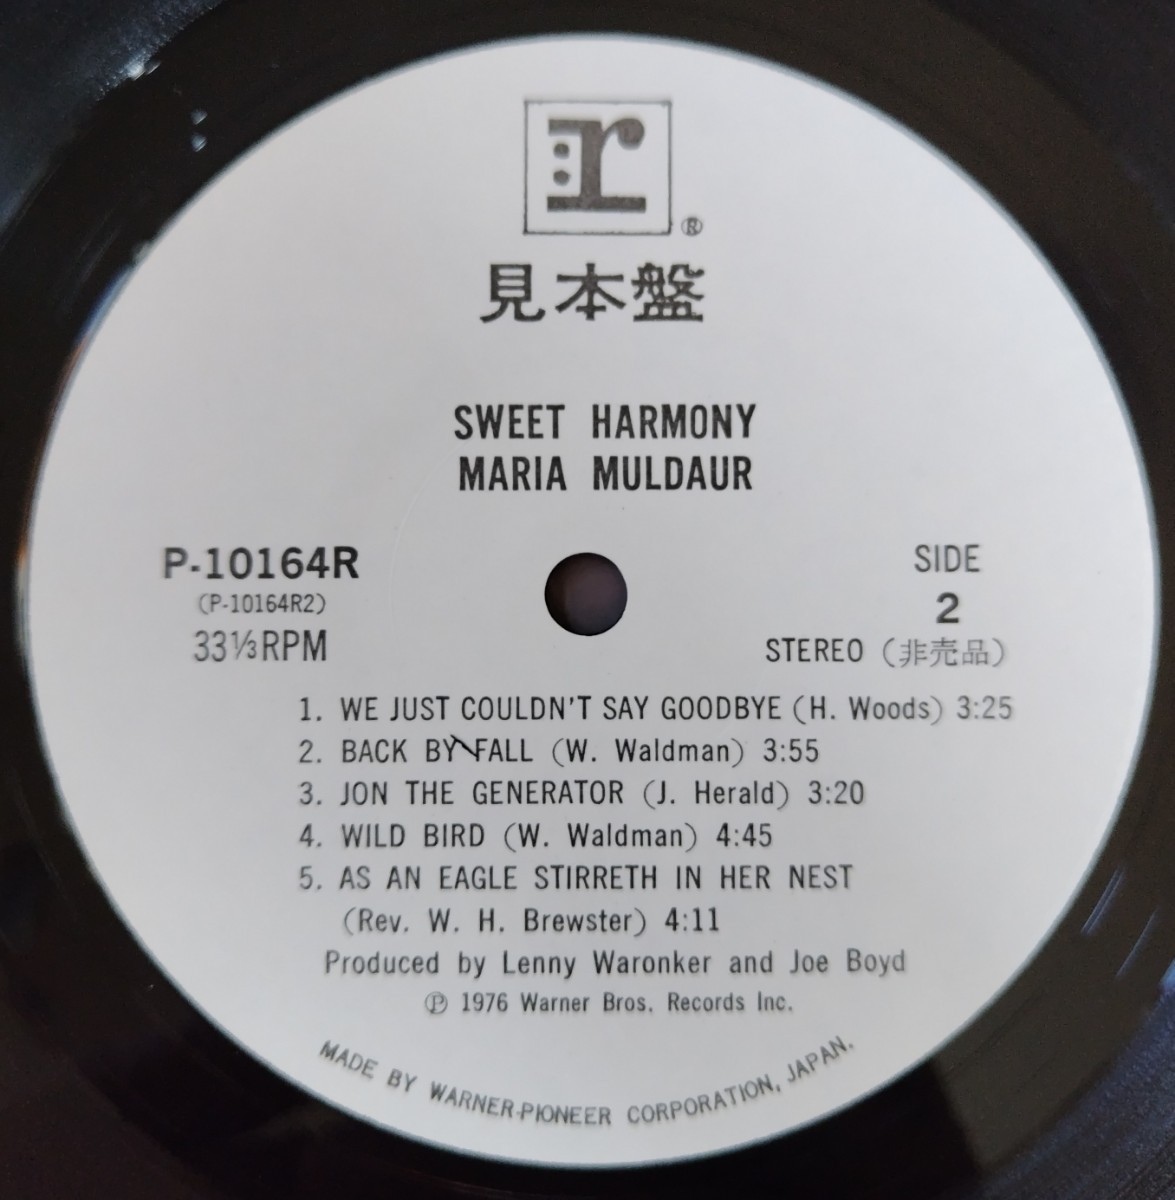 :r
®
見本盤
SWEET HARMONY
MARIA MULDAUR
P-10164R
(P-10164R2)
33⅓RPM
SIDE
2
STEREO (非売品)
1. WE JUST COULDN'T SAY GOODBYE (H. Woods) 3:25
2. BACK BY FALL (W. Waldman) 3:55
3. JON THE GENERATOR (J. Herald) 3:20
4. WILD BIRD (W. Waldman) 4:45
5. AS AN EAGLE STIRRETH IN HER NEST
(Rev. W. H. Brewster) 4:11
Produced by Lenny Waronker and Joe Boyd
℗ 1976 Warner Bros. Records Inc.
MADE BY WARNER-PIONEER CORPORATION, JAPAN.